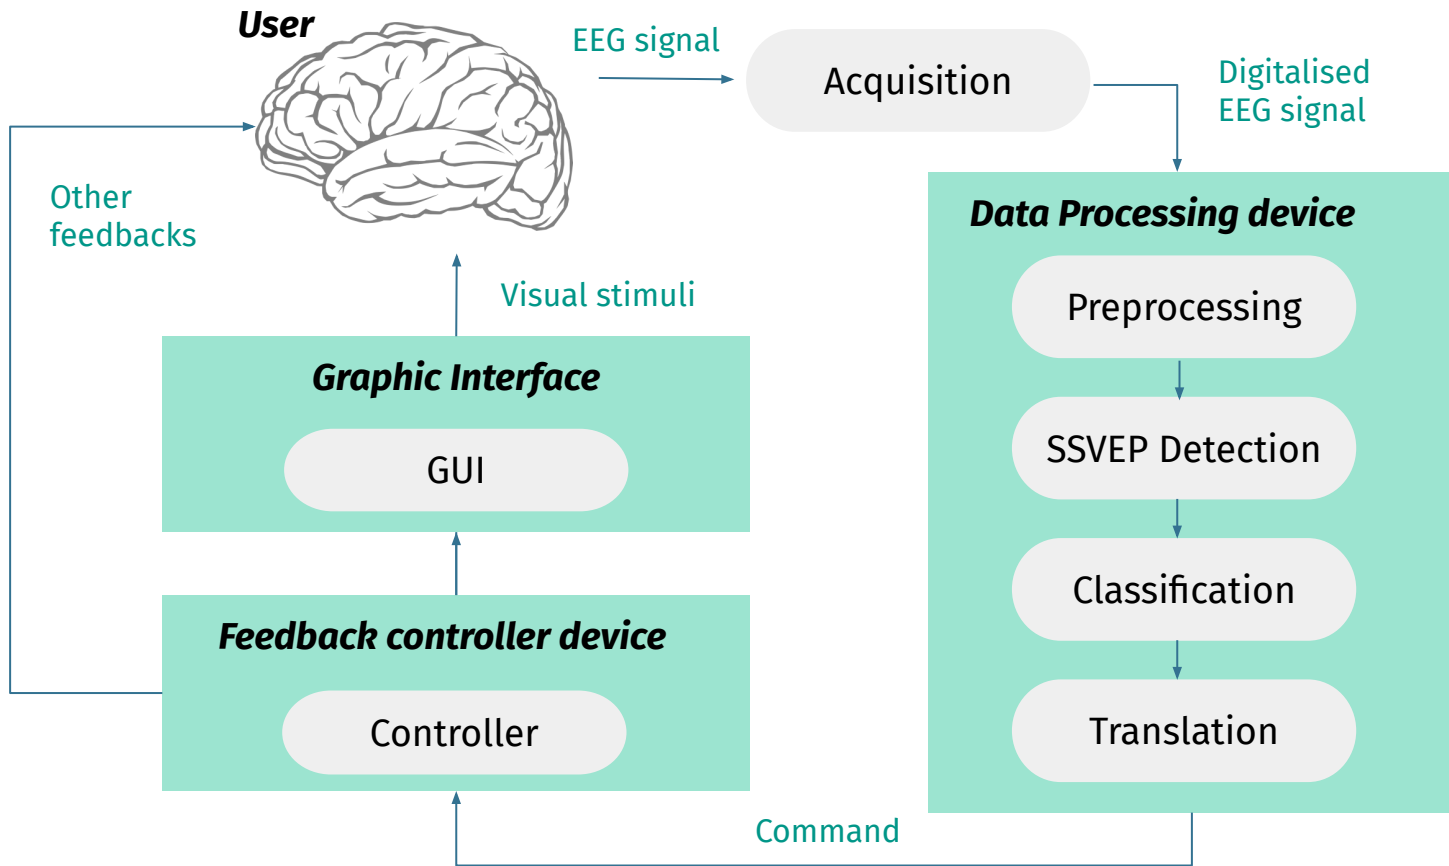 User
EEG signal
Acquisition
Digitalised
EEG signal
Other
feedbacks
Data Processing device
Preprocessing
Visual stimuli
Graphic Interface
SSVEP Detection
GUI
Classification
Feedback controller device
Controller
Translation
Command